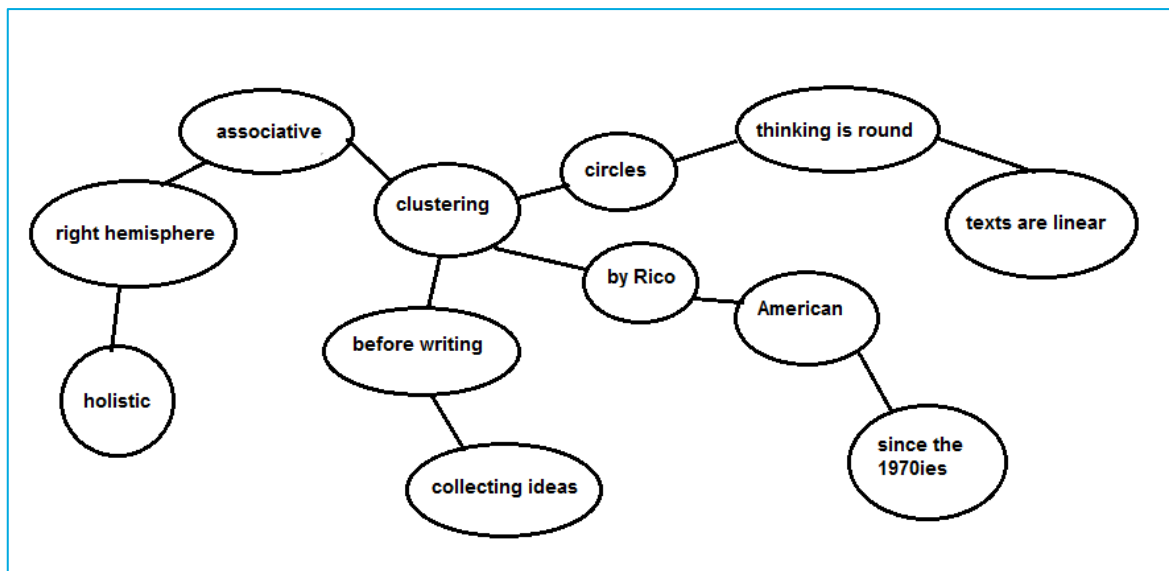 associative
thinking is round
circles
clustering
texts are linear
right hemisphere
by Rico
American
before writing
holistic
since the
1970ies
collecting ideas